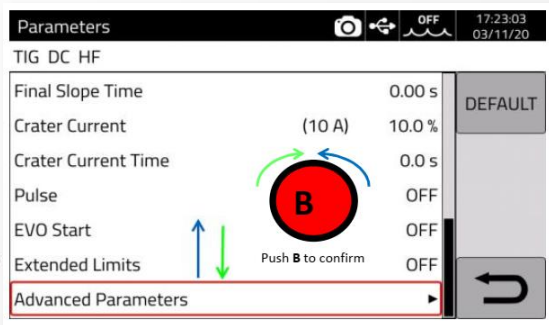 Parameters OFF 17:23:03
03/11/20
TIG DC HF
Final Slope Time 0.00 s
DEFAULT
Crater Current (10 A) 10.0 %
Crater Current Time 0.0 s
Pulse OFF
B
EVO Start OFF
Push B to confirm
Extended Limits OFF
Advanced Parameters